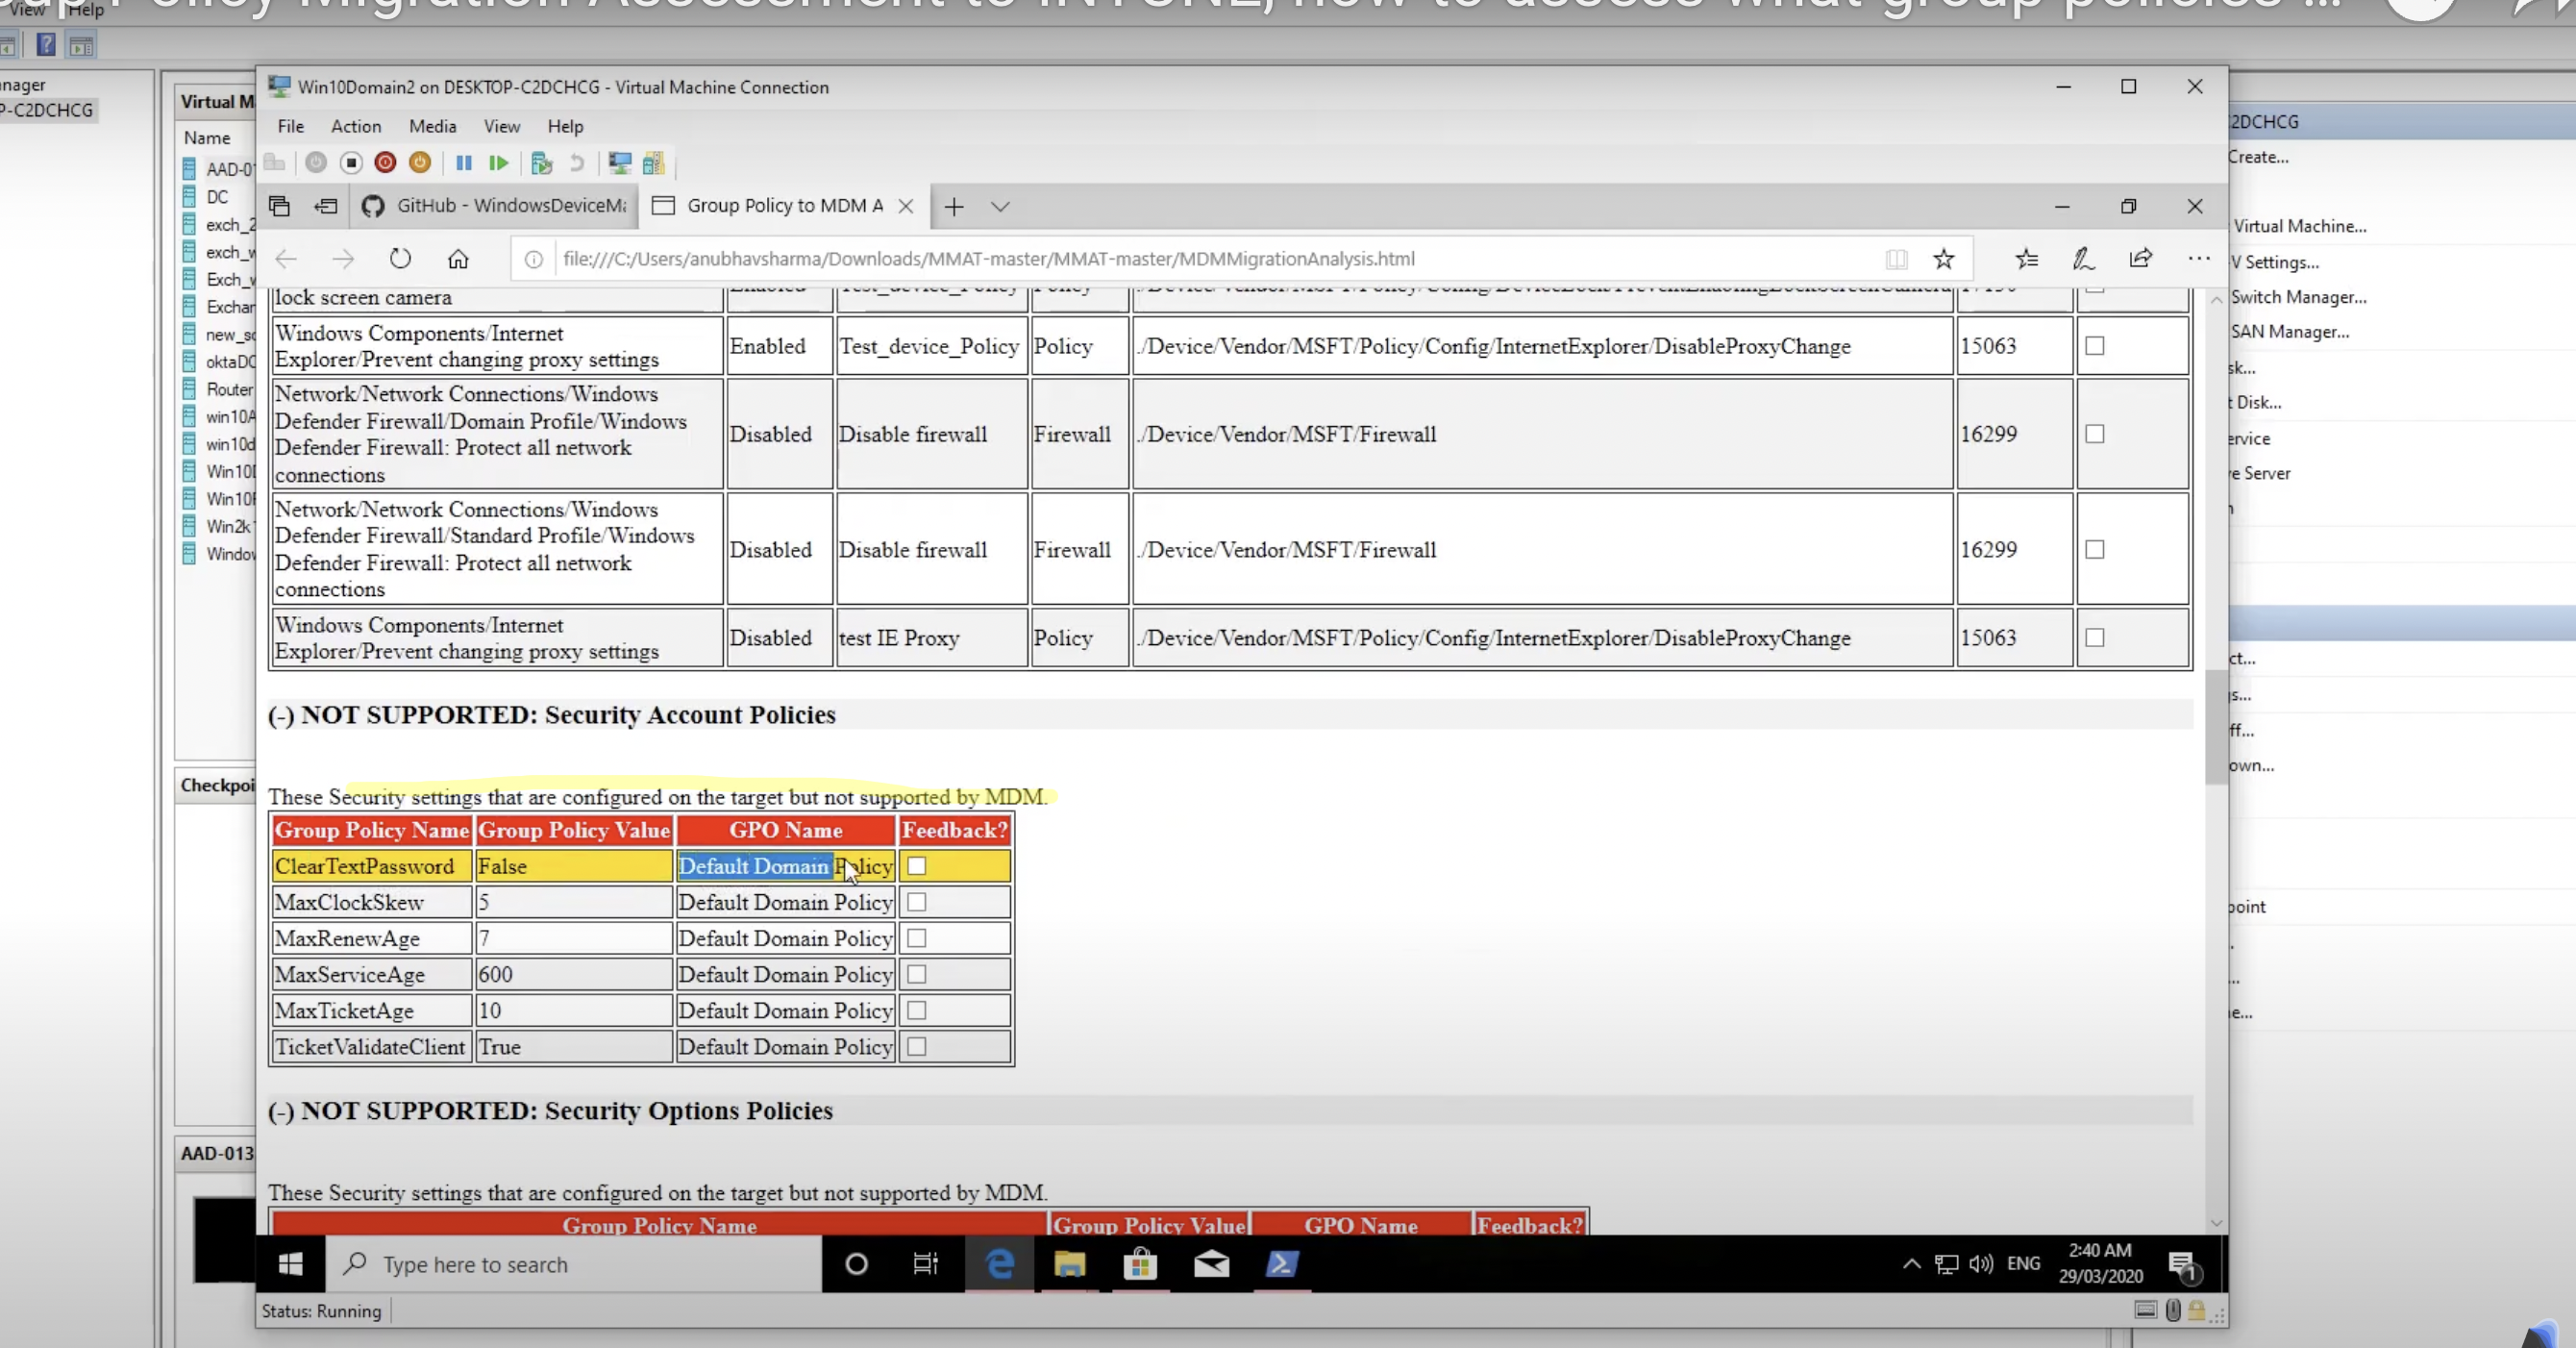 View Help
Win10Domain2 on DESKTOP-C2DCHCG - Virtual Machine Connection
File Action Media View Help
GitHub - WindowsDeviceMa
Group Policy to MDM A
file:///C:/Users/anubhavsharma/Downloads/MMAT-master/MMAT-master/MDMMigrationAnalysis.html
P-C2DCHCG
Virtual M
Name
AAD-01
DC
exch_2
exch_w
Exch_w
Exchar
new_sc
oktaDC
Router
win10A
win10d
Win10
Win10
Win2k
Window
Checkpoi
AAD-013
lock screen camera
Windows Components/Internet
Explorer/Prevent changing proxy settings
Enabled
Test_device_Policy
Policy
./Device/Vendor/MSFT/Policy/Config/InternetExplorer/DisableProxyChange
15063
Network/Network Connections/Windows
Defender Firewall/Domain Profile/Windows
Defender Firewall: Protect all network
connections
Disabled
Disable firewall
Firewall
./Device/Vendor/MSFT/Firewall
16299
Network/Network Connections/Windows
Defender Firewall/Standard Profile/Windows
Defender Firewall: Protect all network
connections
Disabled
Disable firewall
Firewall
./Device/Vendor/MSFT/Firewall
16299
Windows Components/Internet
Explorer/Prevent changing proxy settings
Disabled
test IE Proxy
Policy
./Device/Vendor/MSFT/Policy/Config/InternetExplorer/DisableProxyChange
15063
(-) NOT SUPPORTED: Security Account Policies
These Security settings that are configured on the target but not supported by MDM.
Group Policy Name Group Policy Value GPO Name Feedback?
ClearTextPassword False Default Domain Policy
MaxClockSkew 5 Default Domain Policy
MaxRenewAge 7 Default Domain Policy
MaxServiceAge 600 Default Domain Policy
MaxTicketAge 10 Default Domain Policy
TicketValidateClient True Default Domain Policy
(-) NOT SUPPORTED: Security Options Policies
These Security settings that are configured on the target but not supported by MDM.
Group Policy Name Group Policy Value GPO Name Feedback?
Type here to search
ENG
2:40 AM
29/03/2020
1
Status: Running
2DCHCG
Create...
Virtual Machine...
V Settings...
Switch Manager...
SAN Manager...
sk...
t Disk...
ervice
e Server
ct...
s...
ff...
own...
point
e...